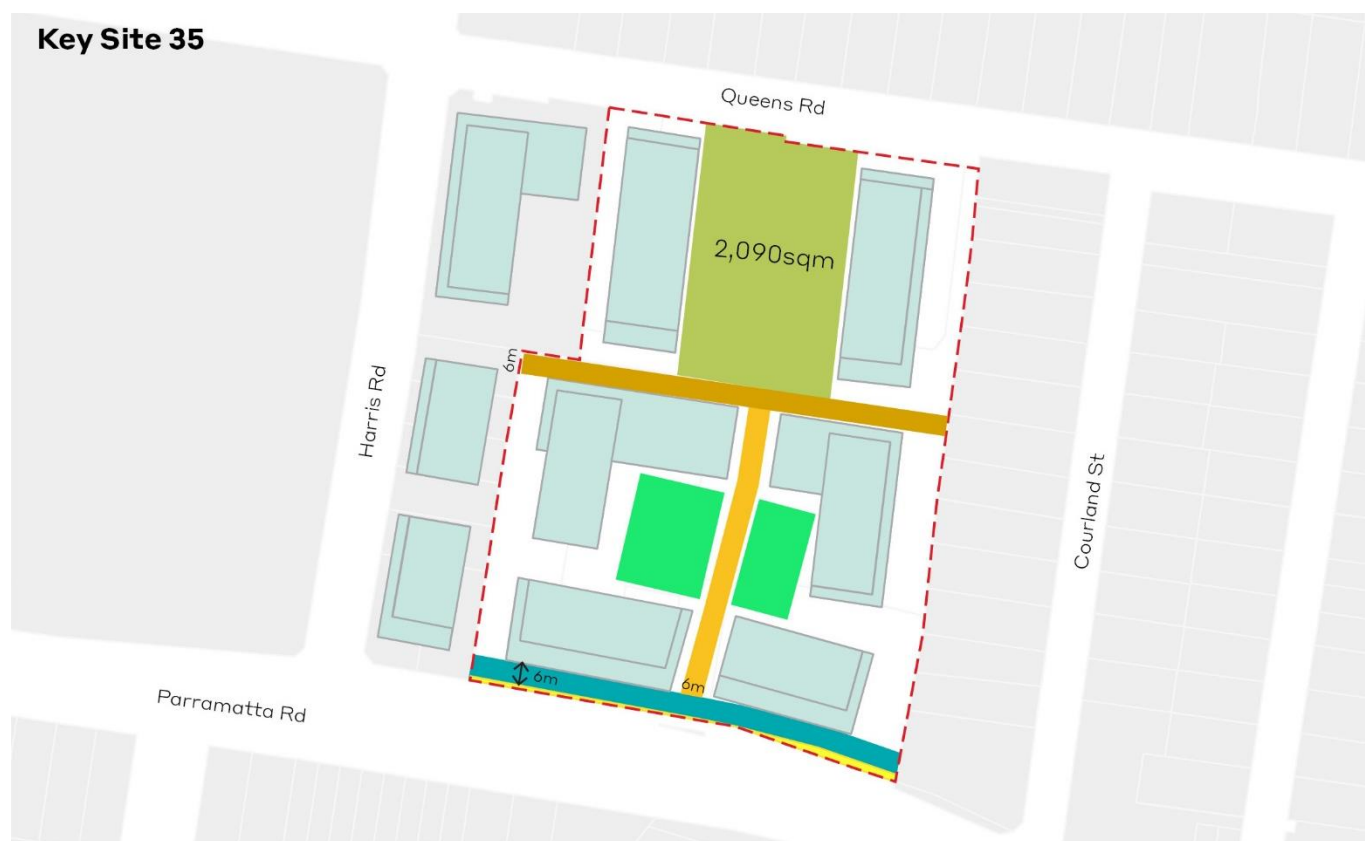 Key Site 35
Queens Rd
2,090sqm
6m
Harris Rd
Courland St
6m
6m
Parramatta Rd